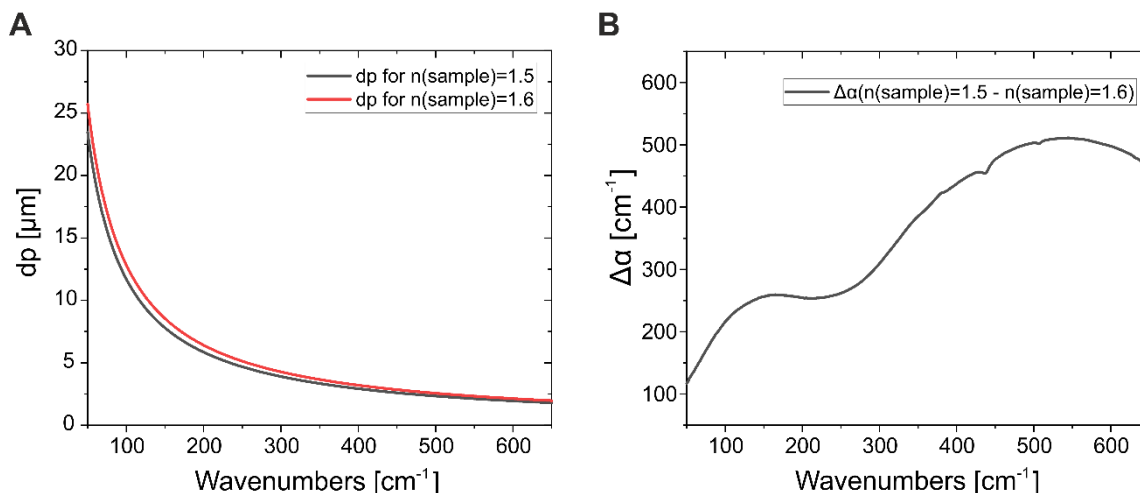 A
30
25
20
15
10
5
0
dp [µm]
dp for n(sample)=1.5
dp for n(sample)=1.6
100 200 300 400 500 600
Wavenumbers [cm⁻¹]
B
600
500
400
300
200
100
Δα [cm⁻¹]
Δα(n(sample)=1.5 - n(sample)=1.6)
100 200 300 400 500 600
Wavenumbers [cm⁻¹]